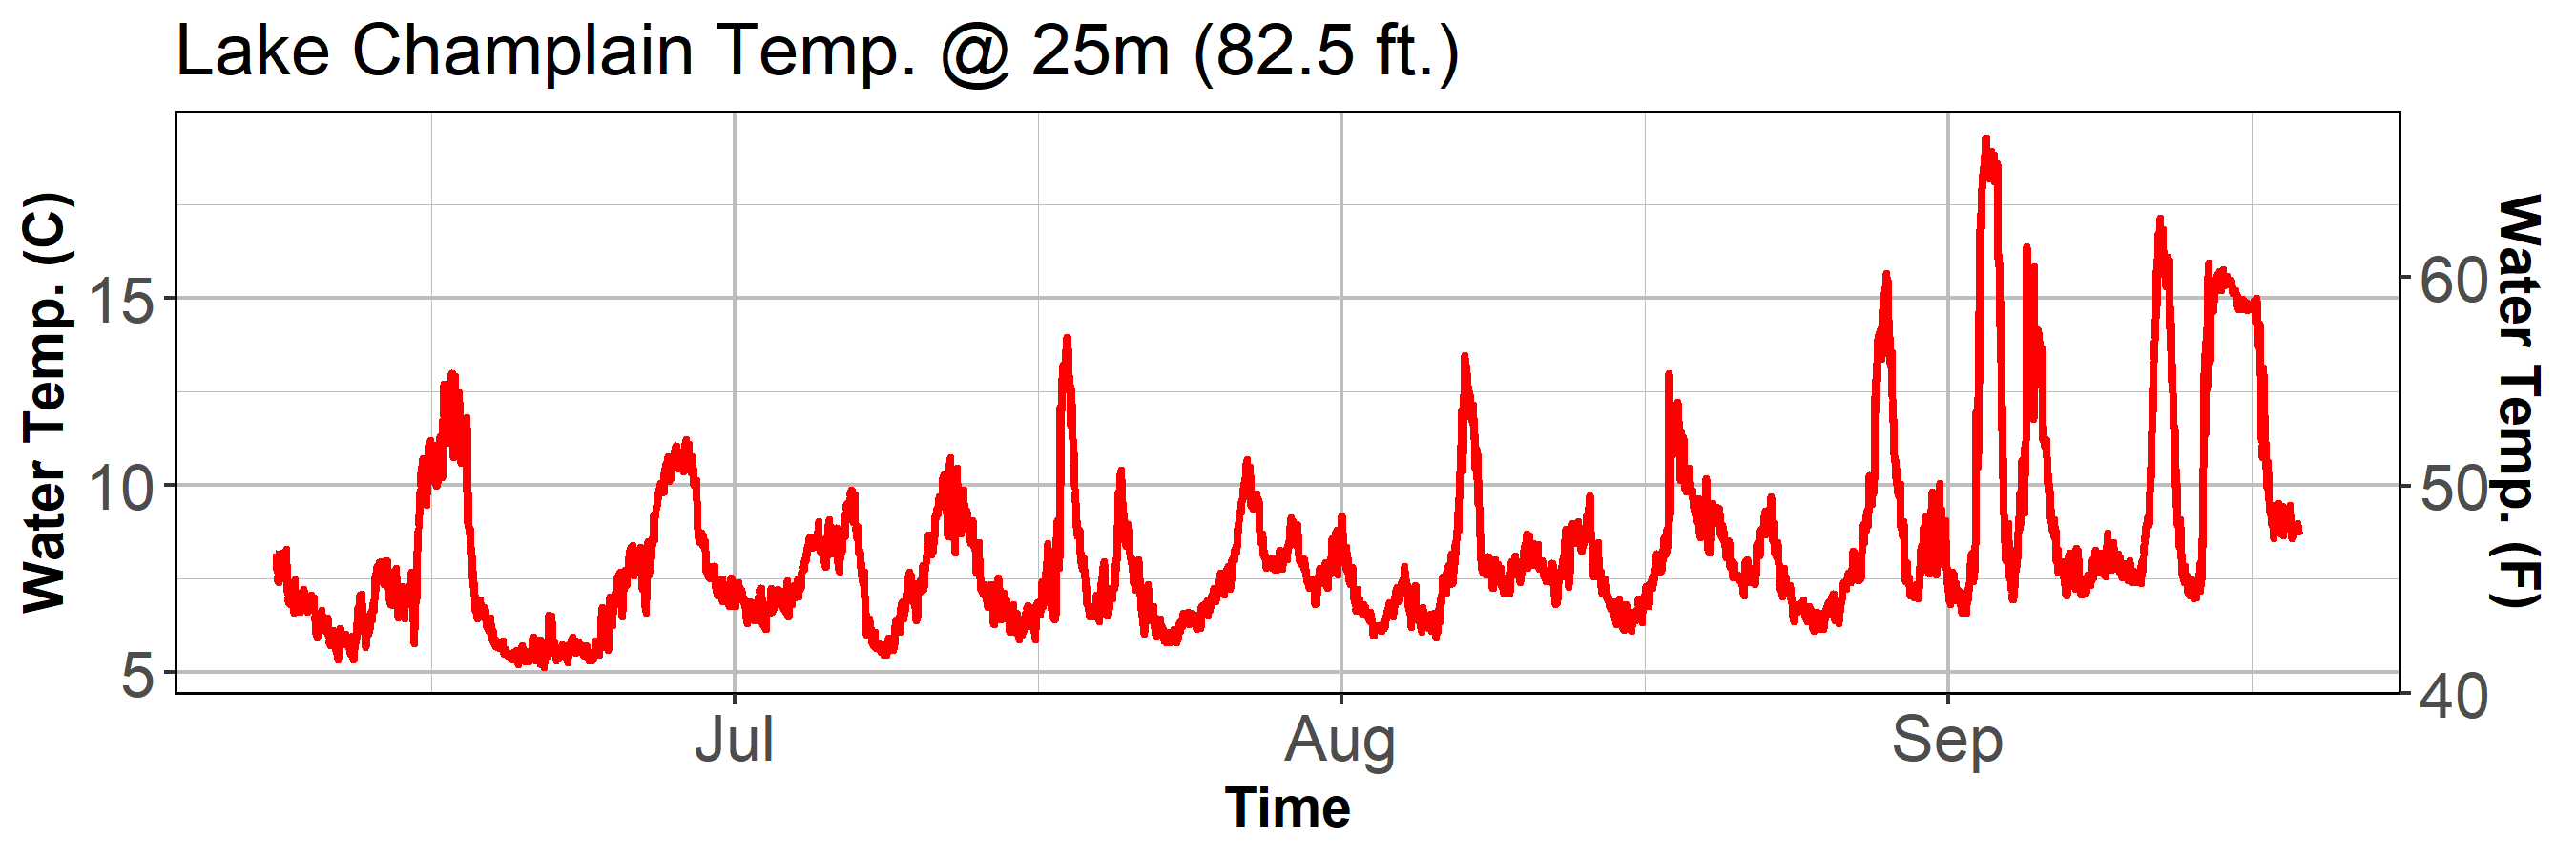 Lake Champlain Temp. @ 25m (82.5 ft.)
Water Temp. (C)
15
10
5
60
50
40
Water Temp. (F)
Jul Aug Sep
Time